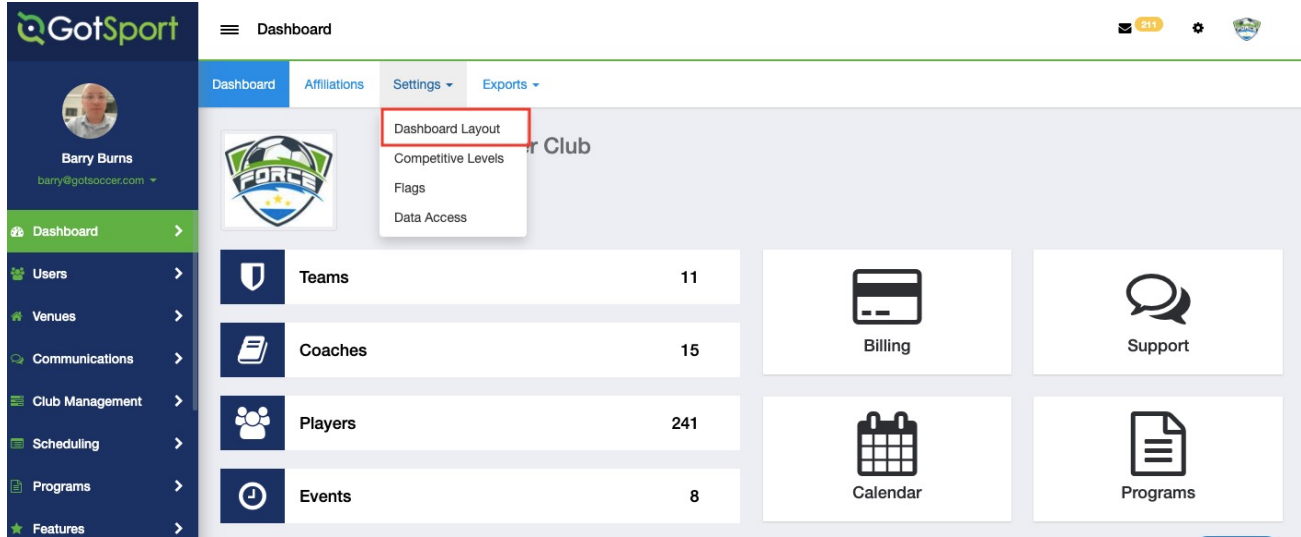 GotSport
Dashboard
211
Dashboard
Affiliations
Settings
Exports
Dashboard Layout
Competitive Levels
Flags
Data Access
r Club
FORCE
Barry Burns
barry@gotsoccer.com
Dashboard
Users
Venues
Communications
Club Management
Scheduling
Programs
Features
Teams 11
Coaches 15
Players 241
Events 8
Billing
Support
Calendar
Programs